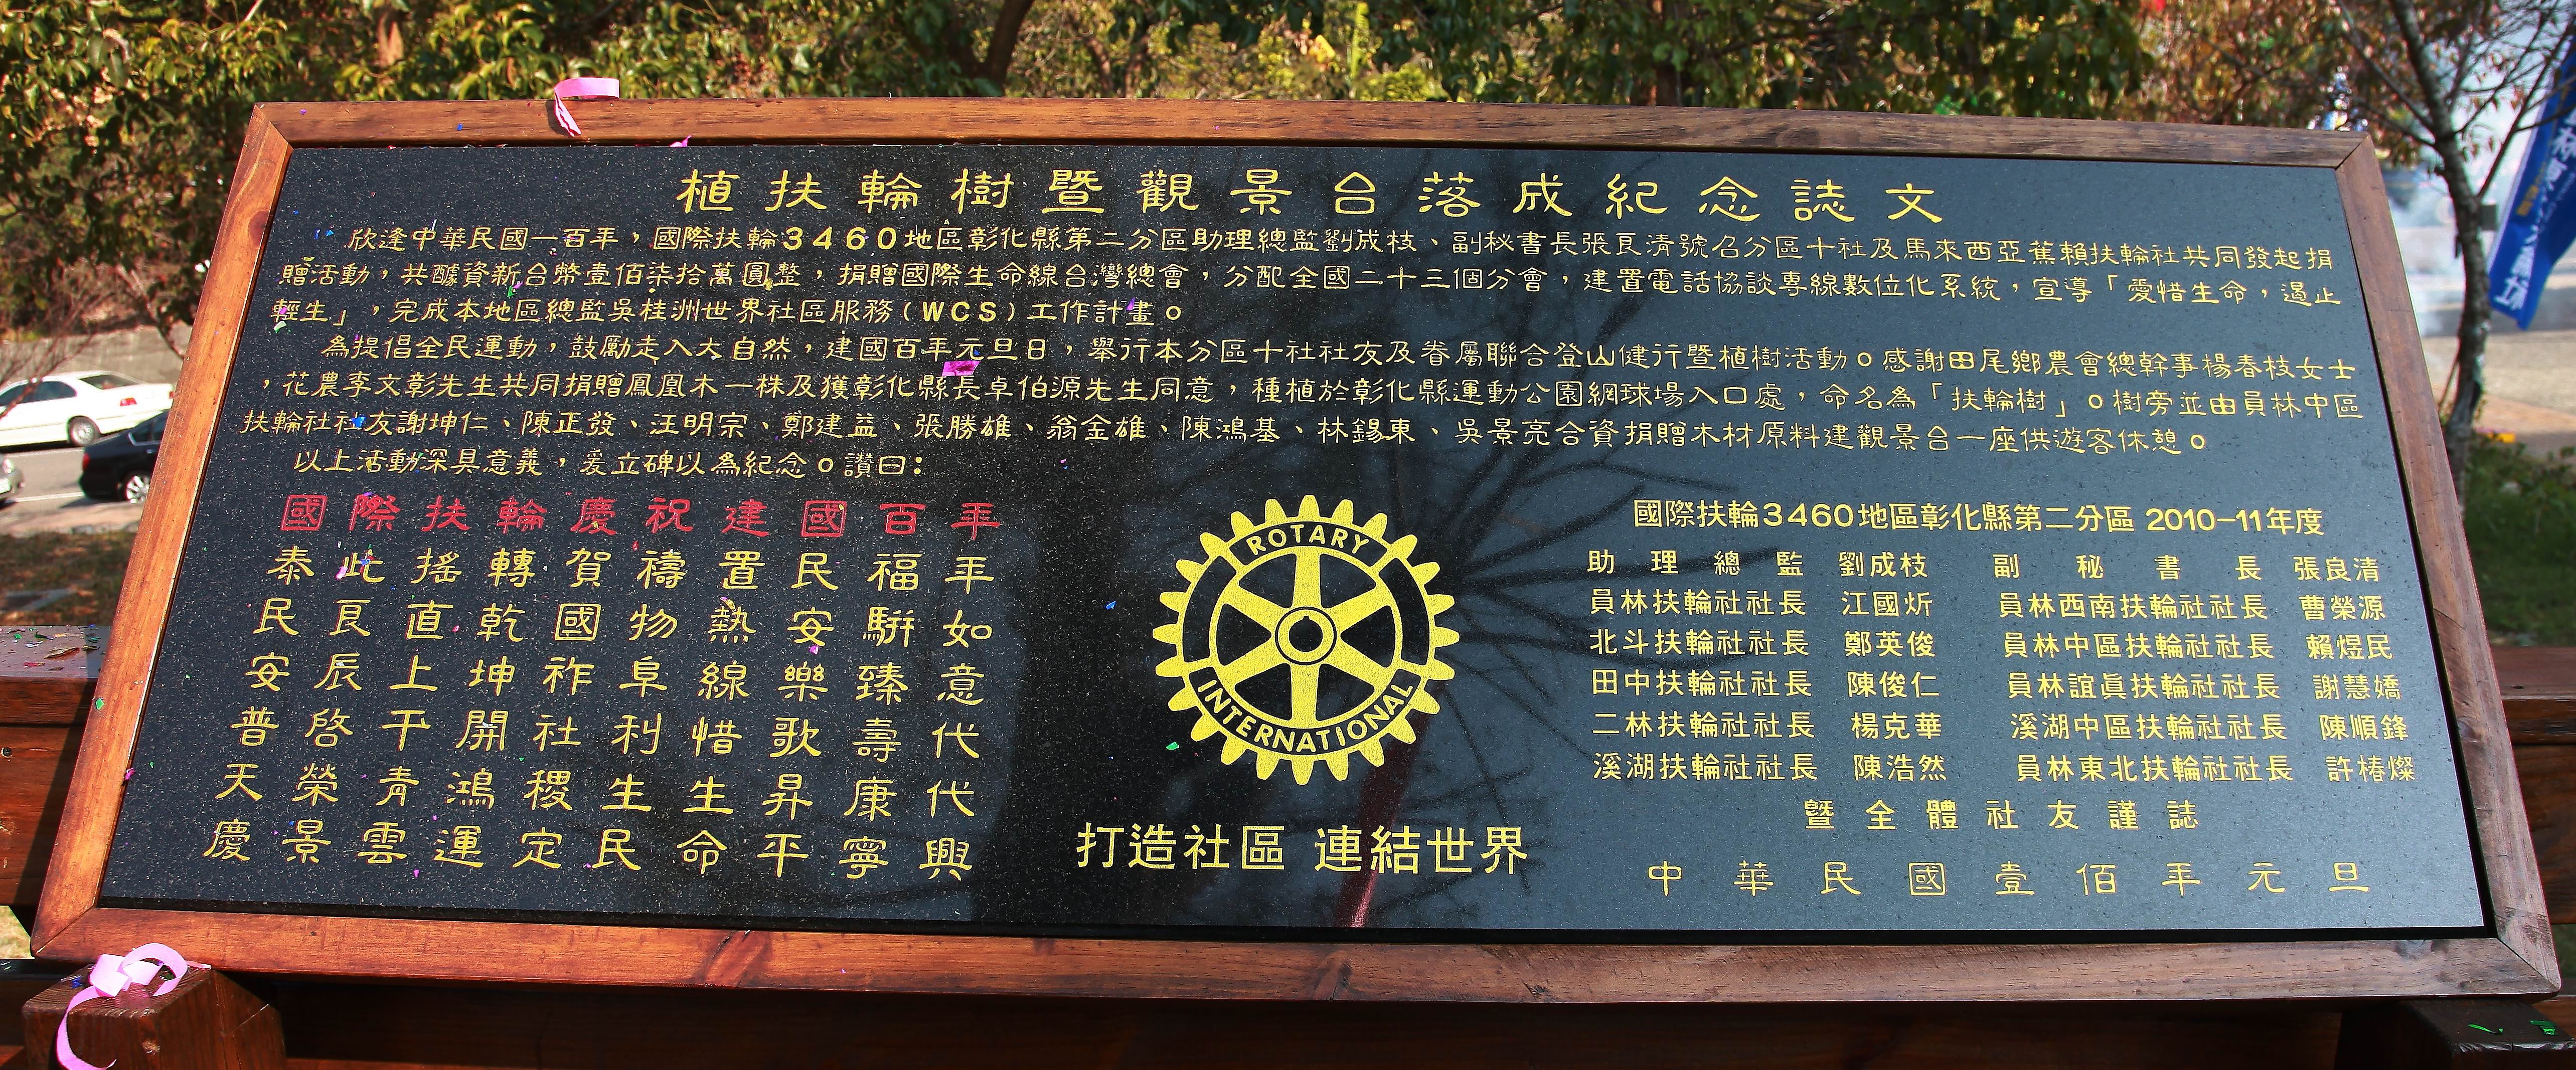 植扶輪樹暨觀景台落成紀念誌文
欣逢中華民國一百年，國際扶輪3460地區彰化縣第二分區助理總監劉成枝、副秘書長張良清號召分區十社及馬來西亞蕉賴扶輪社共同發起捐
贈活動，共醵資新台幣壹佰柒拾萬圓整，捐贈國際生命線台灣總會，分配全國二十三個分會，建置電話協談專線數位化系統，宣導「愛惜生命，遏止
輕生」，完成本地區總監吳桂洲世界社區服務(WCS)工作計畫。
為提倡全民運動，鼓勵走入大自然，建國百年元旦日，舉行本分區十社社友及眷屬聯合登山健行暨植樹活動。感謝田尾鄉農會總幹事楊春枝女士
，花農李文彰先生共同捐贈鳳凰木一株及獲彰化縣長卓伯源先生同意，種植於彰化縣運動公園網球場入口處，命名為「扶輪樹」。樹旁並由員林中區
扶輪社社友謝坤仁、陳正發、汪明宗、鄭建益、張勝雄、翁金雄、陳鴻基、林錫東、吳景亮合資捐贈木材原料建觀景台一座供遊客休憩。
以上活動深具意義，爰立碑以為紀念。讚曰：
國際扶輪慶祝建國百年
泰此搖轉賀禱置民福年
民良直乾國物熱安駢如
安辰上坤祚阜線樂臻意
普啓干開社利惜歌壽代
天榮青鴻稷生生昇康代
慶景雲運定民命平寧興
ROTARY
INTERNATIONAL
打造社區 連結世界
國際扶輪3460地區彰化縣第二分區 2010-11年度
助理總監 劉成枝 副秘書長 張良清
員林扶輪社社長 江國炘 員林西南扶輪社社長 曹榮源
北斗扶輪社社長 鄭英俊 員林中區扶輪社社長 賴煜民
田中扶輪社社長 陳俊仁 員林誼眞扶輪社社長 謝慧嬌
二林扶輪社社長 楊克華 溪湖中區扶輪社社長 陳順鋒
溪湖扶輪社社長 陳浩然 員林東北扶輪社社長 許椿燦
暨全體社友謹誌
中華民國壹佰年元旦